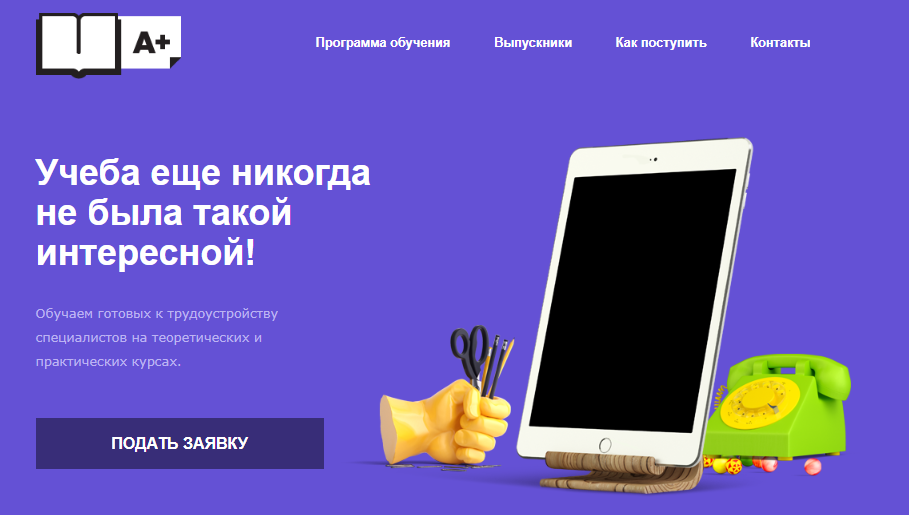 A+
Программа обучения
Выпускники
Как поступить
Контакты
Учеба еще никогда
не была такой
интересной!
Обучаем готовых к трудоустройству
специалистов на теоретических и
практических курсах.
ПОДАТЬ ЗАЯВКУ